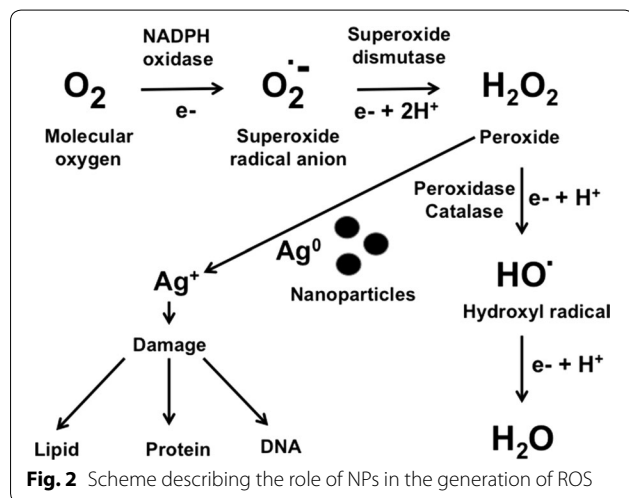 NADPH
oxidase
Superoxide
dismutase
O₂
O₂˙⁻
H₂O₂
e-
e- + 2H⁺
Molecular
oxygen
Superoxide
radical anion
Peroxide
Peroxidase
Catalase
e- + H⁺
Ag⁰
Nanoparticles
Ag⁺
HO˙
Hydroxyl radical
Damage
e- + H⁺
Lipid
Protein
DNA
H₂O
Fig. 2 Scheme describing the role of NPs in the generation of ROS